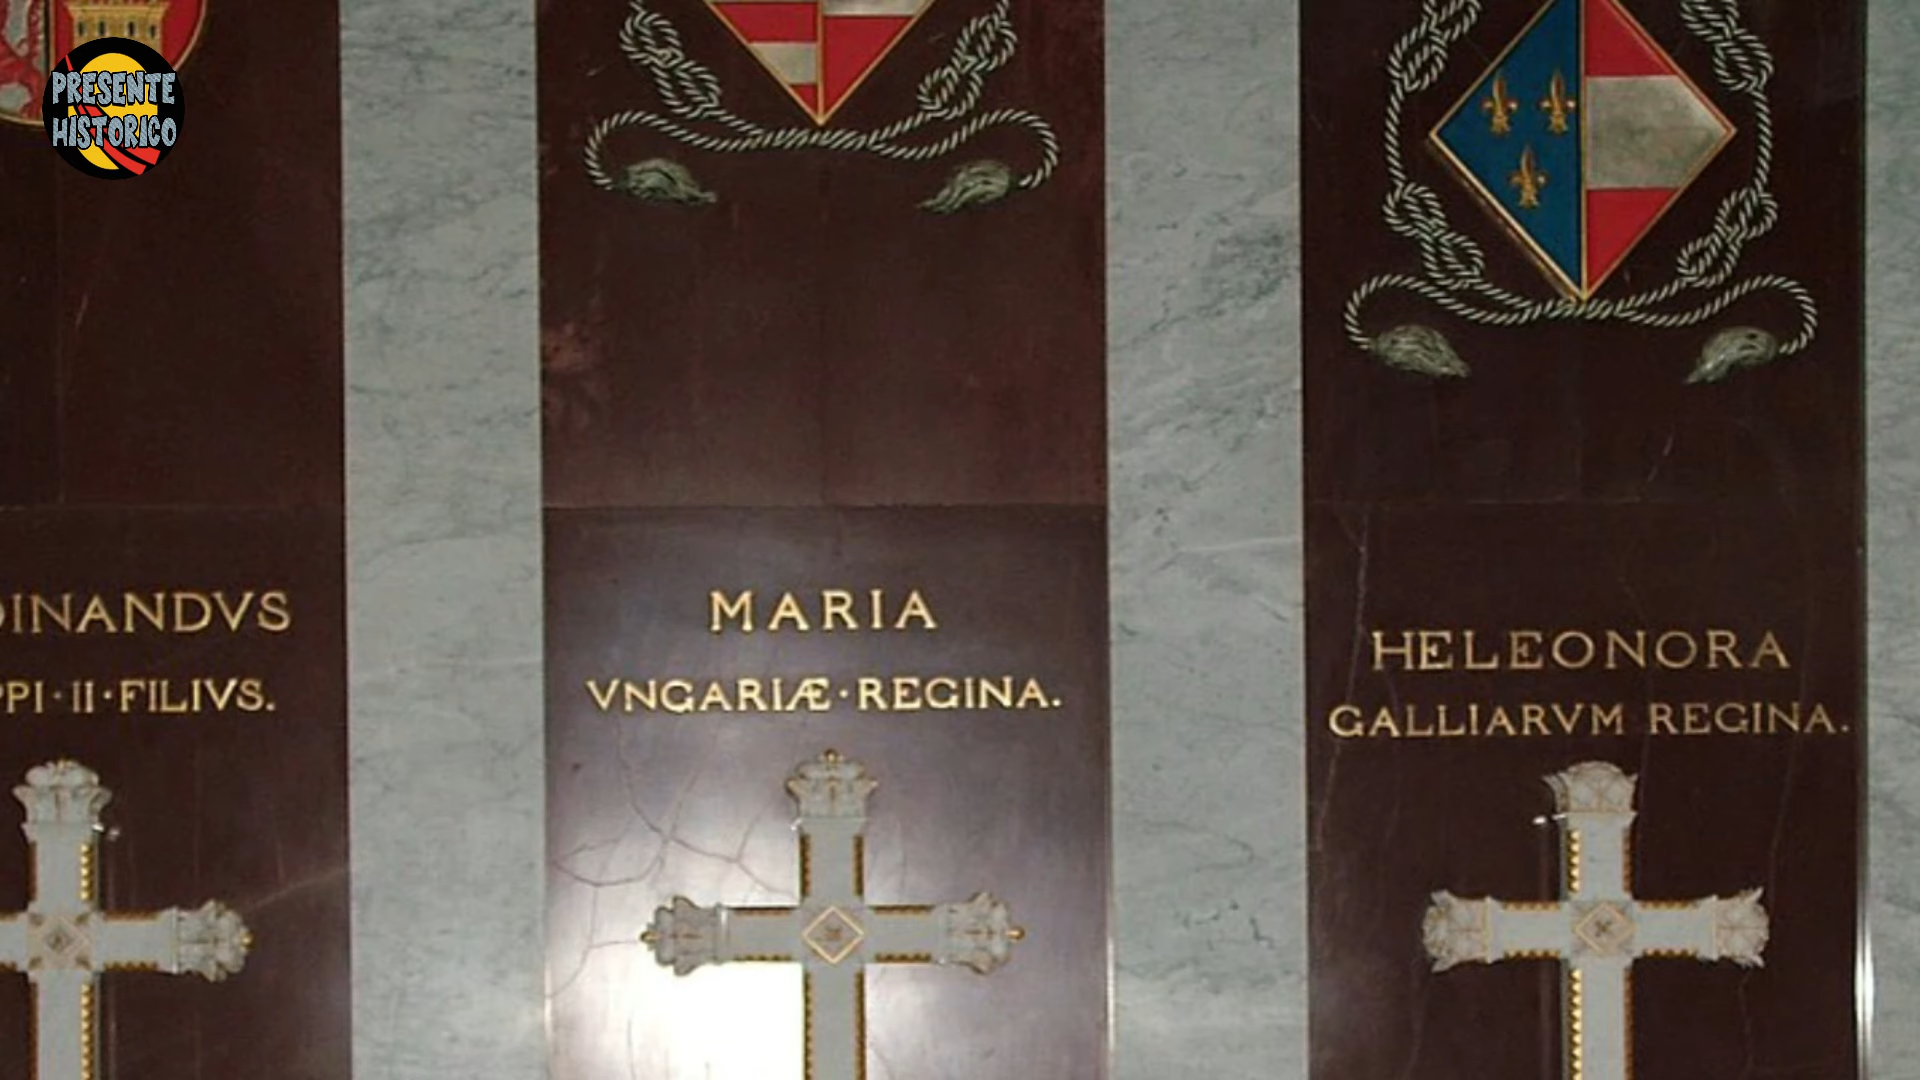 PRESENTE
HISTORICO
DINANDVS
PPI·II·FILIVS.
MARIA
VNGARIÆ·REGINA.
HELEONORA
GALLIARVM REGINA.